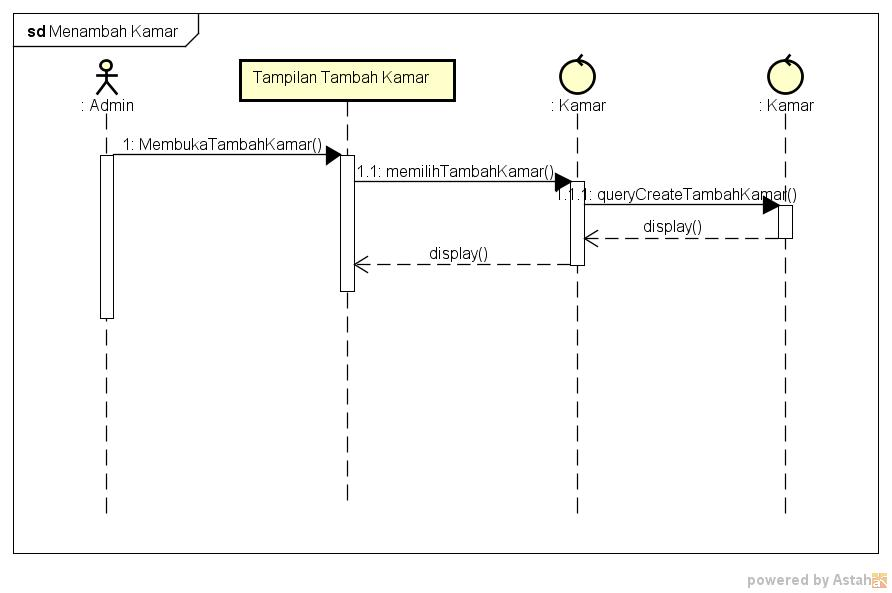 sd Menambah Kamar
: Admin
Tampilan Tambah Kamar
: Kamar
: Kamar
1: MembukaTambahKamar()
1.1: memilihTambahKamar()
1.1.1: queryCreateTambahKamar()
display()
display()
powered by Astah